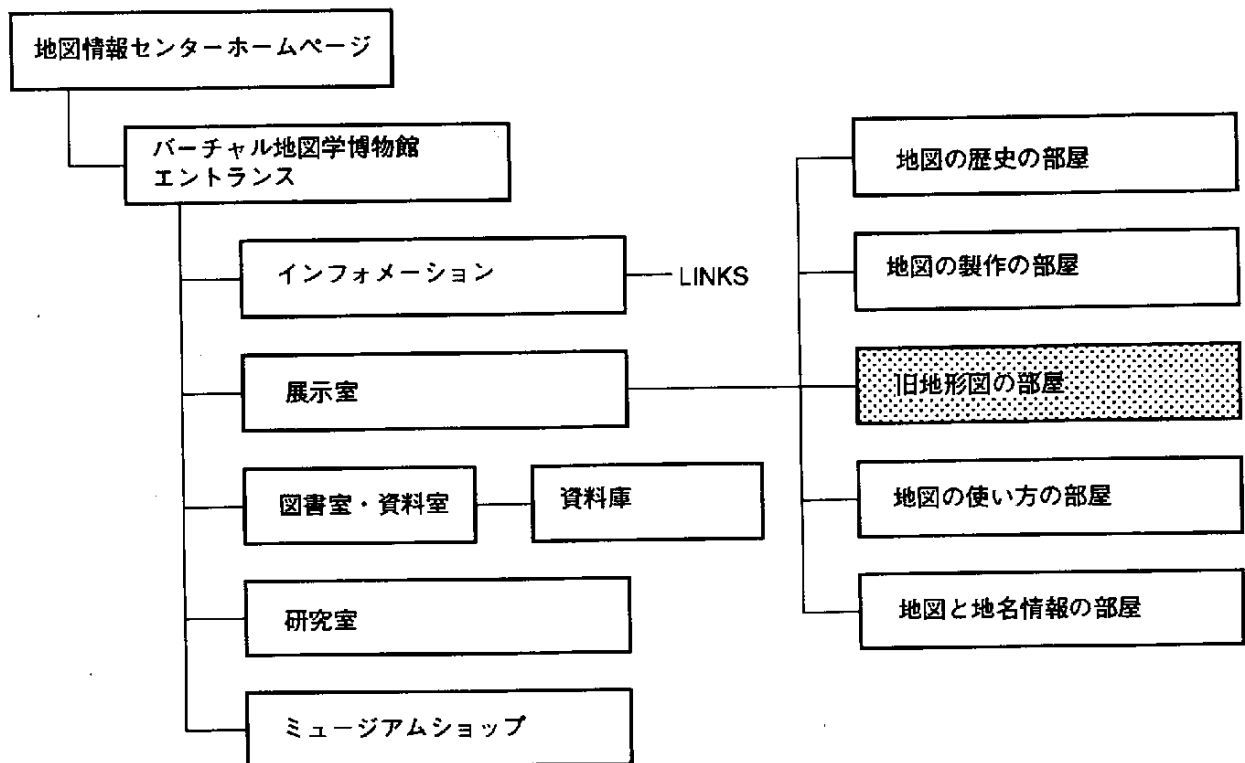 地図情報センターホームページ
バーチャル地図学博物館
エントランス
インフォメーション
LINKS
展示室
図書室・資料室
資料庫
研究室
ミュージアムショップ
地図の歴史の部屋
地図の製作の部屋
旧地形図の部屋
地図の使い方の部屋
地図と地名情報の部屋